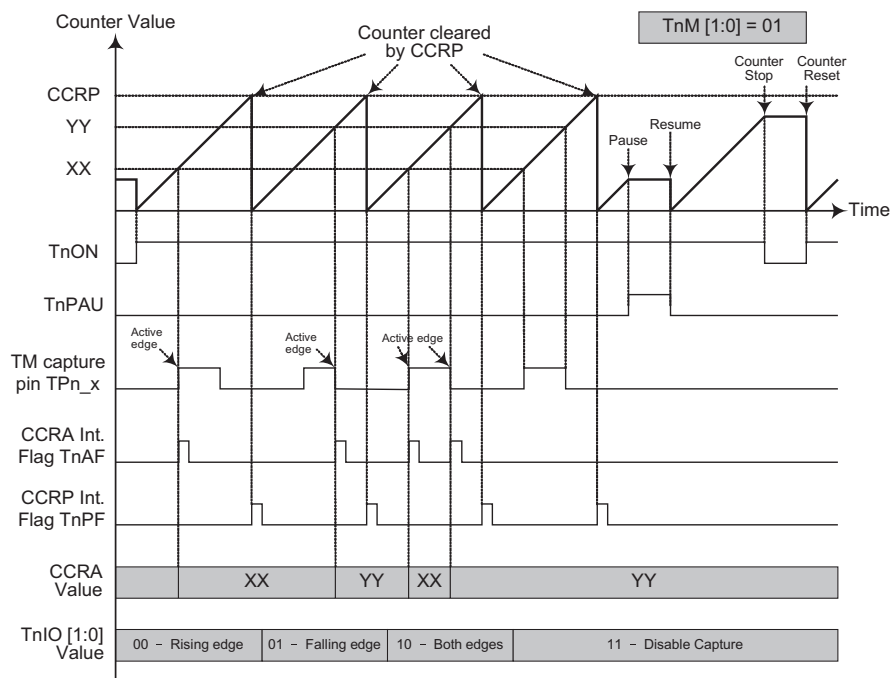 Counter Value
Counter cleared
by CCRP
TnM [1:0] = 01
Counter
Stop
Counter
Reset
CCRP
YY
XX
Pause
Resume
Time
TnON
TnPAU
Active
edge
Active
edge
Active edge
TM capture
pin TPn_x
CCRA Int.
Flag TnAF
CCRP Int.
Flag TnPF
CCRA
Value
XX
YY
XX
YY
TnIO [1:0]
Value
00 – Rising edge
01 – Falling edge
10 – Both edges
11 – Disable Capture